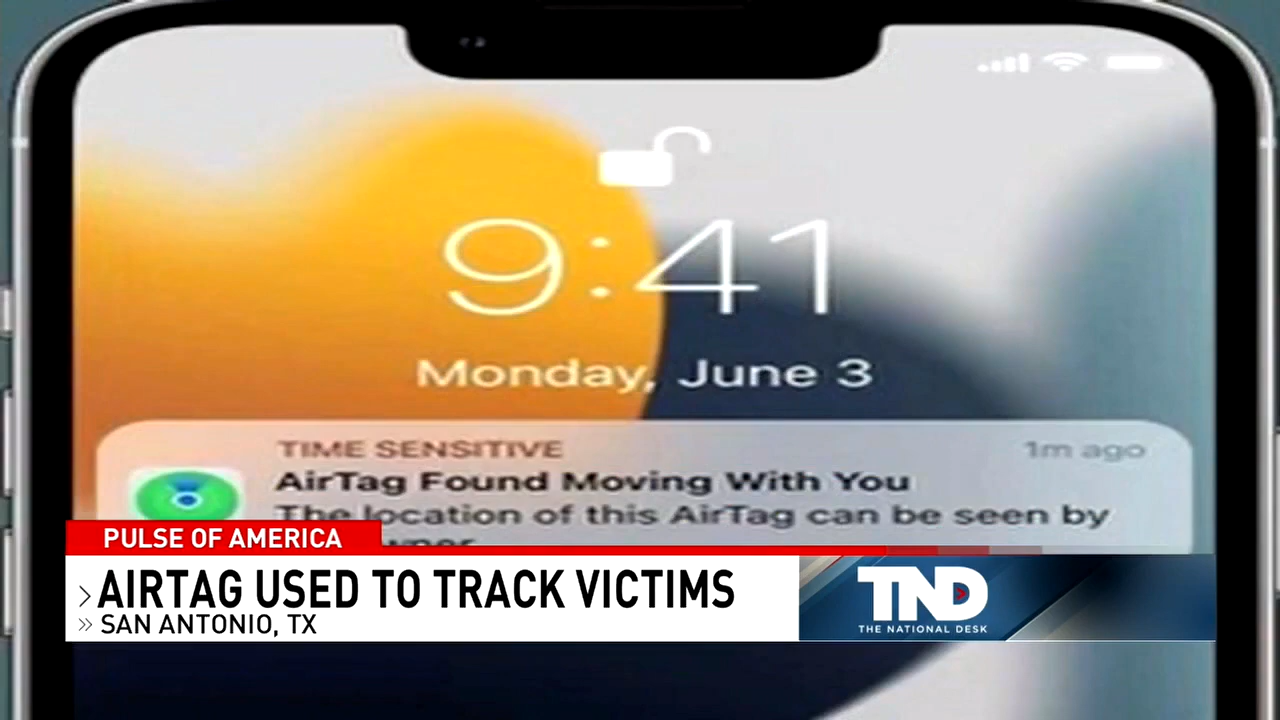 9:41
Monday, June 3
TIME SENSITIVE
1m ago
AirTag Found Moving With You
The location of this AirTag can be seen by
PULSE OF AMERICA
AIRTAG USED TO TRACK VICTIMS
SAN ANTONIO, TX
TND
THE NATIONAL DESK